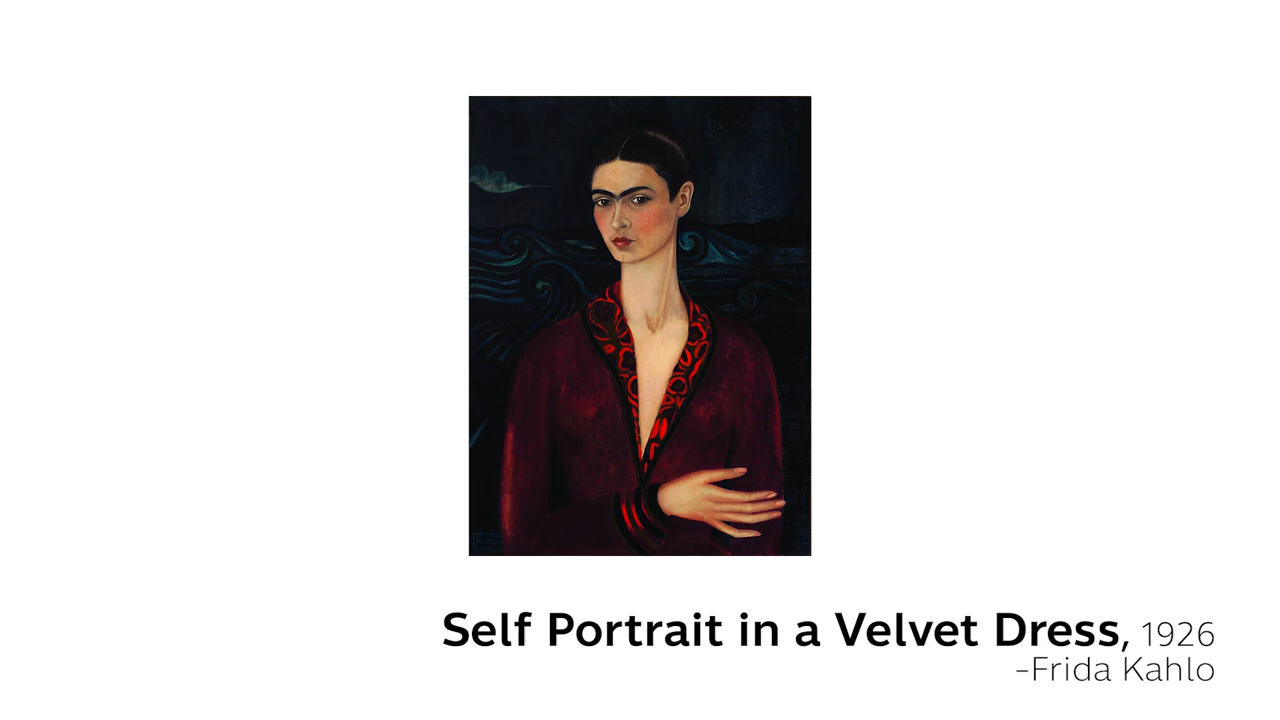 Self Portrait in a Velvet Dress, 1926
–Frida Kahlo